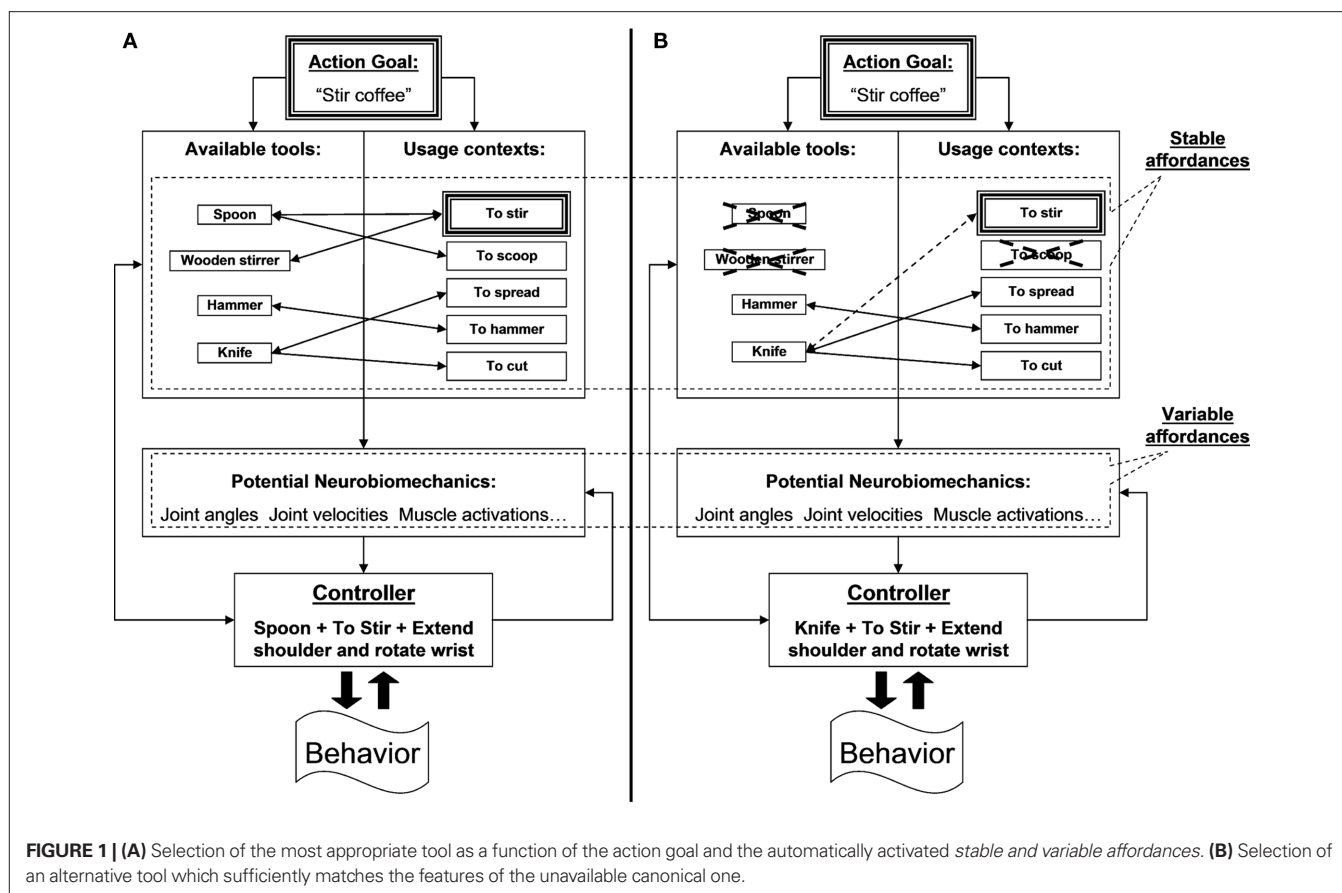 A
Action Goal:
"Stir coffee"
Available tools:
Usage contexts:
Spoon
Wooden stirrer
Hammer
Knife
To stir
To scoop
To spread
To hammer
To cut
Potential Neurobiomechanics:
Joint angles Joint velocities Muscle activations...
Controller
Spoon + To Stir + Extend
shoulder and rotate wrist
Behavior
B
Action Goal:
"Stir coffee"
Available tools:
Usage contexts:
Spoon
Wooden stirrer
Hammer
Knife
To stir
To scoop
To spread
To hammer
To cut
Stable
affordances
Variable
affordances
Potential Neurobiomechanics:
Joint angles Joint velocities Muscle activations...
Controller
Knife + To Stir + Extend
shoulder and rotate wrist
Behavior
FIGURE 1 | (A) Selection of the most appropriate tool as a function of the action goal and the automatically activated stable and variable affordances. (B) Selection of
an alternative tool which sufficiently matches the features of the unavailable canonical one.